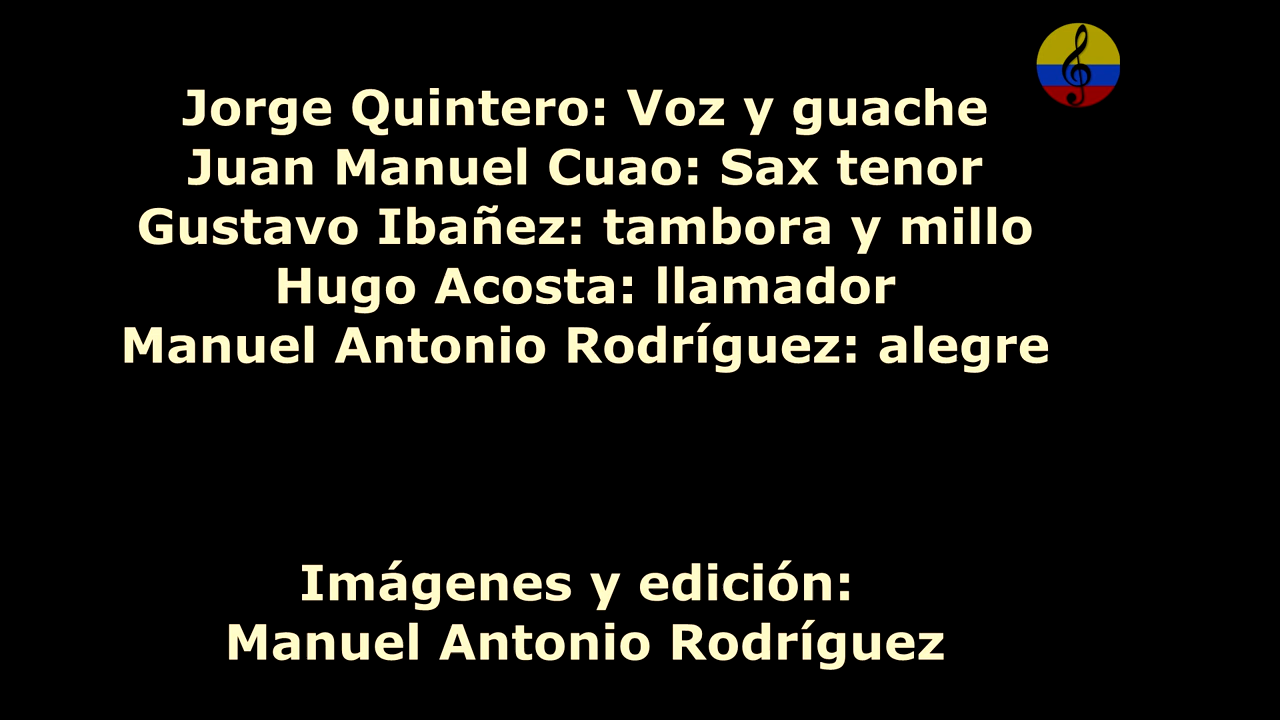 Jorge Quintero: Voz y guache
Juan Manuel Cuao: Sax tenor
Gustavo Ibañez: tambora y millo
Hugo Acosta: llamador
Manuel Antonio Rodríguez: alegre
Imágenes y edición:
Manuel Antonio Rodríguez